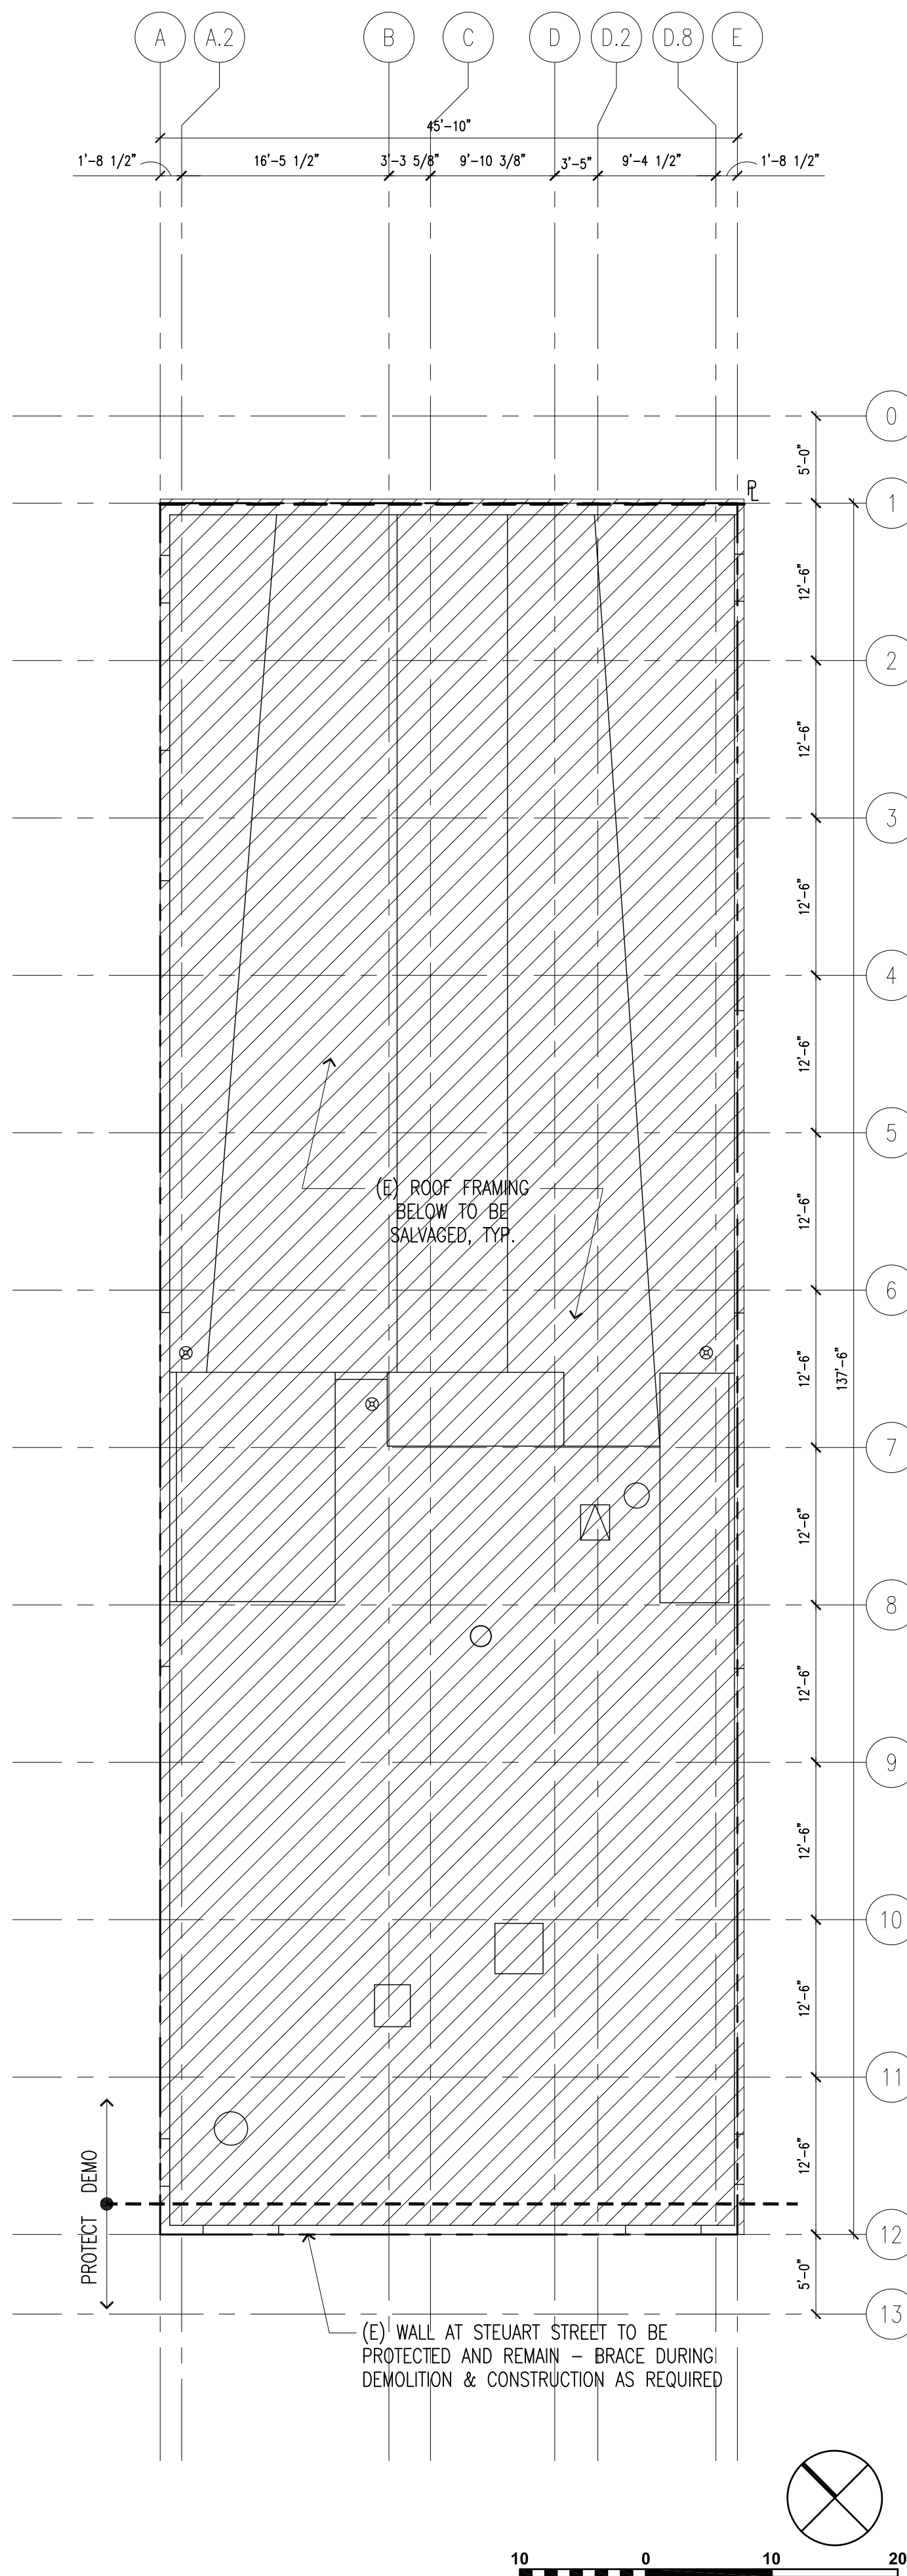 A A.2 B C D D.2 D.8 E
45'-10"
1'-8 1/2" 16'-5 1/2" 3'-3 5/8" 9'-10 3/8" 3'-5" 9'-4 1/2" 1'-8 1/2"
0
5'-0"
PL
1
12'-6"
2
12'-6"
3
12'-6"
4
12'-6"
5
(E) ROOF FRAMING
BELOW TO BE
SALVAGED, TYP.
12'-6"
6
12'-6"
137'-6"
7
12'-6"
8
12'-6"
9
12'-6"
10
12'-6"
11
12'-6"
DEMO
PROTECT
12
5'-0"
13
(E) WALL AT STEUART STREET TO BE
PROTECTED AND REMAIN – BRACE DURING
DEMOLITION & CONSTRUCTION AS REQUIRED
10 0 10 20